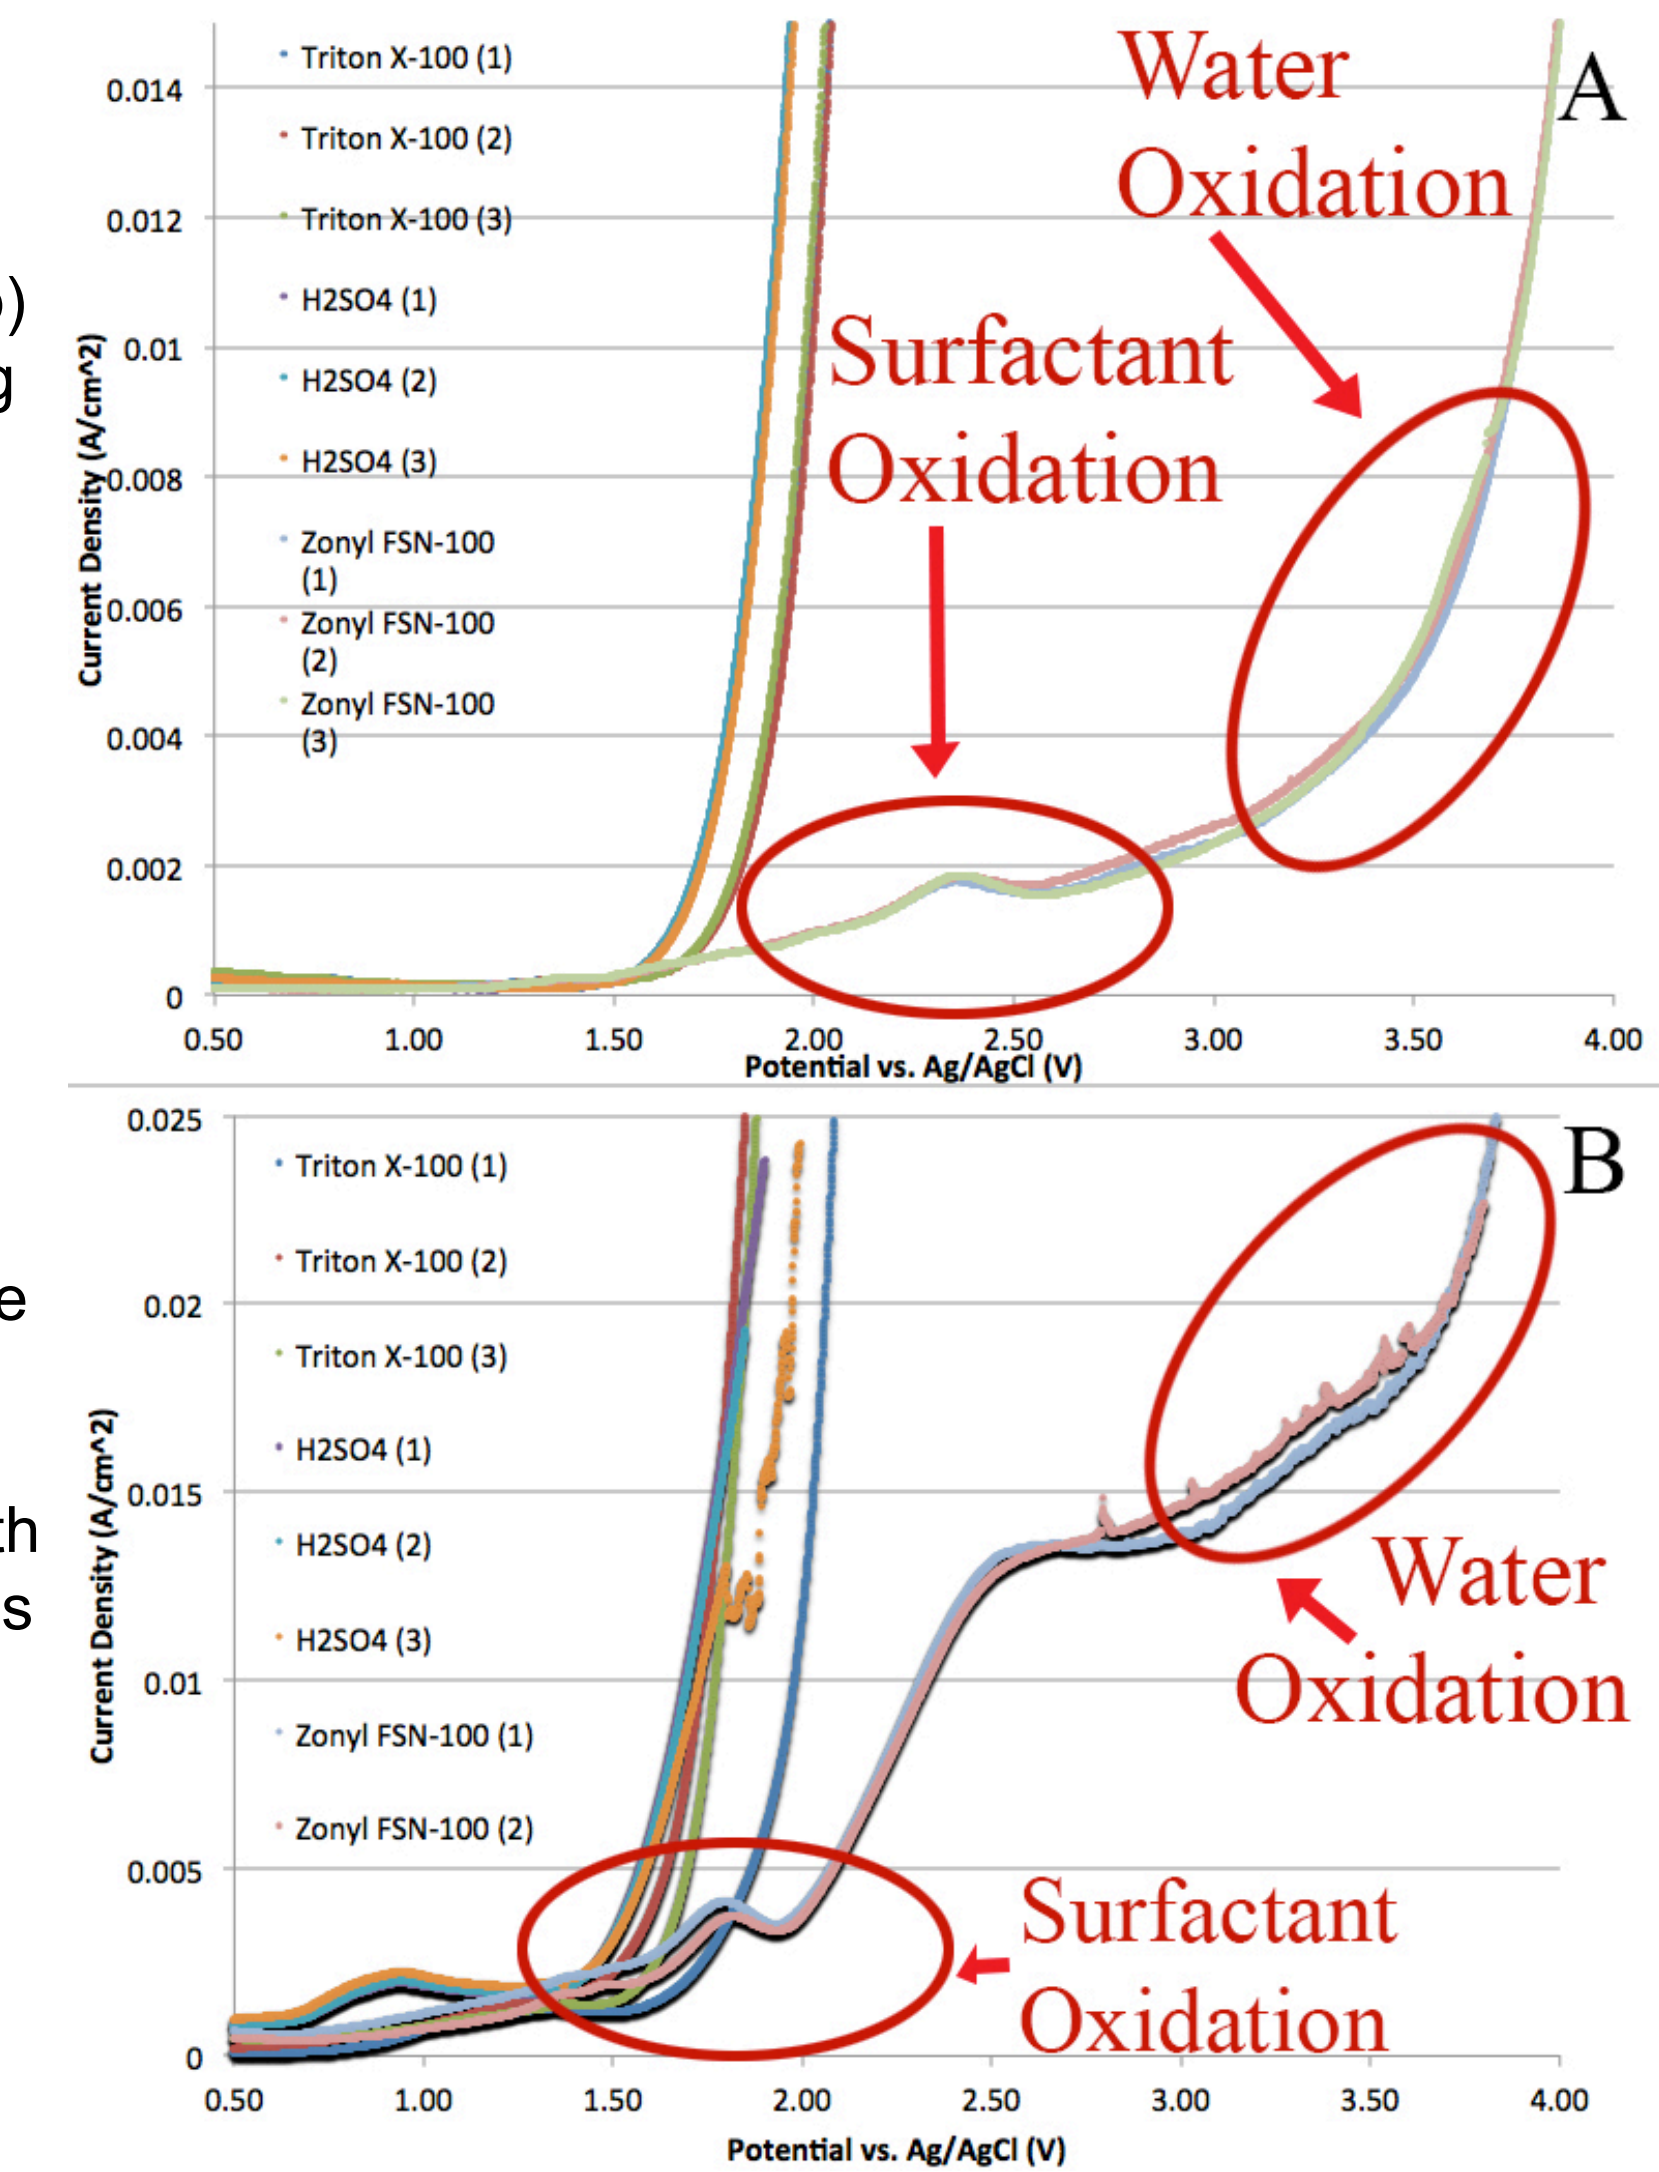 Triton X-100 (1)
Triton X-100 (2)
Triton X-100 (3)
H2SO4 (1)
H2SO4 (2)
H2SO4 (3)
Zonyl FSN-100
(1)
Zonyl FSN-100
(2)
Zonyl FSN-100
(3)
Water
Oxidation
A
Surfactant
Oxidation
Current Density (A/cm^2)
0.014
0.012
0.01
0.008
0.006
0.004
0.002
0
0.50 1.00 1.50 2.00 2.50 3.00 3.50 4.00
Potential vs. Ag/AgCl (V)
g
Triton X-100 (1)
Triton X-100 (2)
Triton X-100 (3)
H2SO4 (1)
H2SO4 (2)
H2SO4 (3)
Zonyl FSN-100 (1)
Zonyl FSN-100 (2)
B
Water
Oxidation
Surfactant
Oxidation
Current Density (A/cm^2)
0.025
0.02
0.015
0.01
0.005
0
0.50 1.00 1.50 2.00 2.50 3.00 3.50 4.00
Potential vs. Ag/AgCl (V)
e
th
s